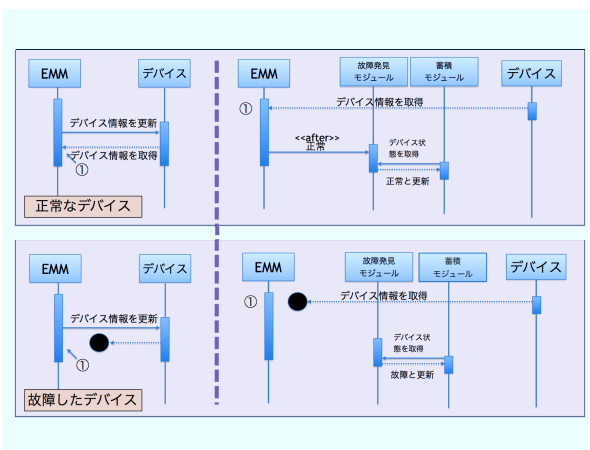 EMM
デバイス
デバイス情報を更新
デバイス情報を取得
①
正常なデバイス
EMM
故障発見
モジュール
蓄積
モジュール
デバイス
①
デバイス情報を取得
<<after>>
正常
デバイス状
態を取得
正常と更新
EMM
デバイス
デバイス情報を更新
①
故障したデバイス
EMM
故障発見
モジュール
蓄積
モジュール
デバイス
①
デバイス情報を取得
デバイス状
態を取得
故障と更新